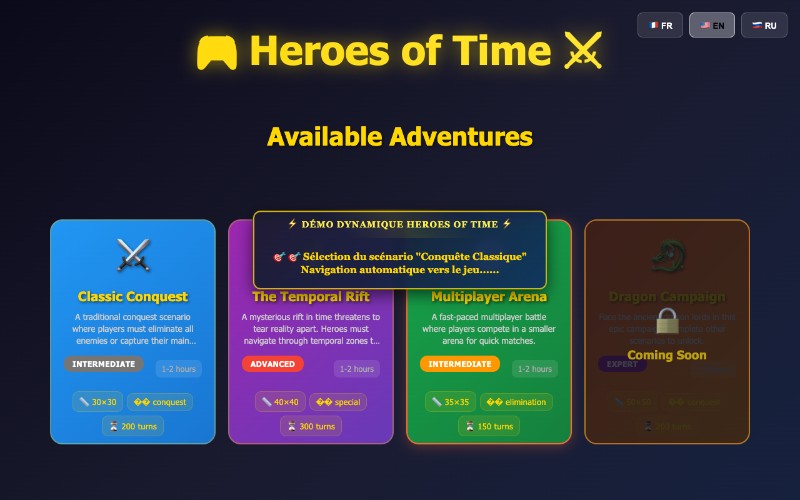 FR
EN
RU
Heroes of Time
Available Adventures
DÉMO DYNAMIQUE HEROES OF TIME
Sélection du scénario "Conquête Classique"
Navigation automatique vers le jeu......
Classic Conquest
A traditional conquest scenario
where players must eliminate all
enemies or capture their main...
INTERMEDIATE
1-2 hours
30×30
conquest
200 turns
The Temporal Rift
A mysterious rift in time threatens to
tear reality apart. Heroes must
navigate through temporal zones t...
ADVANCED
1-2 hours
40×40
special
300 turns
Multiplayer Arena
A fast-paced multiplayer battle
where players compete in a smaller
arena for quick matches.
INTERMEDIATE
1-2 hours
35×35
elimination
150 turns
Dragon Campaign
Coming Soon
EXPERT